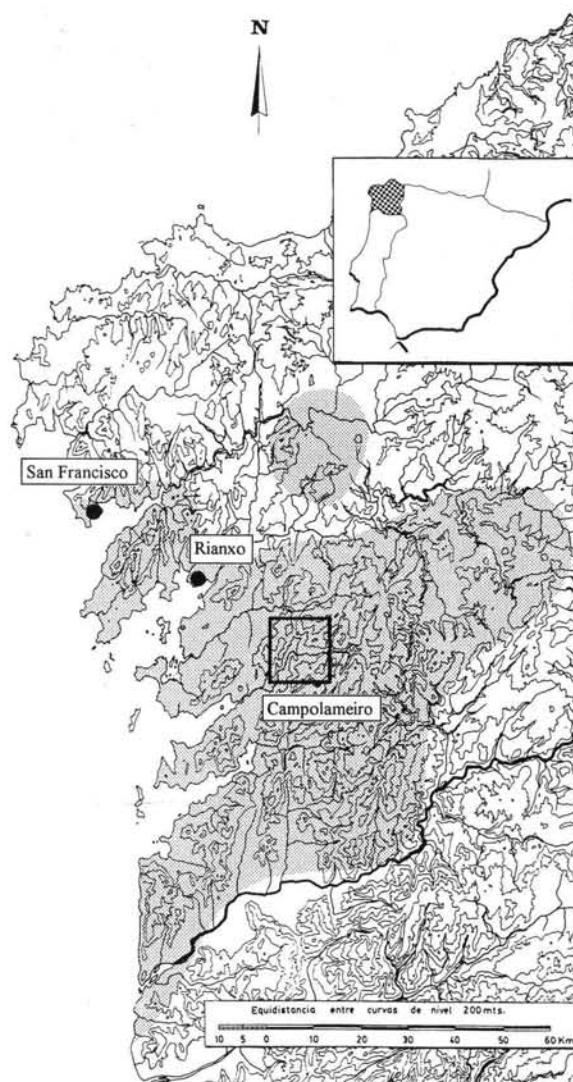 N
San Francisco
Rianxo
Campolameiro
Equidistancia entre curvas de nivel 200 mts.
10 5 0 10 20 30 40 50 60 Km